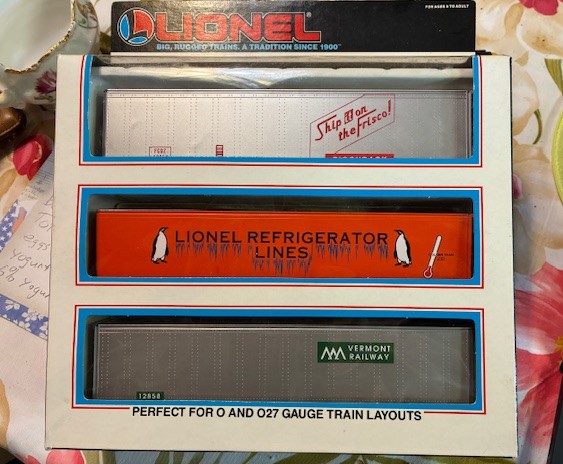 FOR AGES 8 TO ADULT
LIONEL
BIG, RUGGED TRAINS. A TRADITION SINCE 1900
Ship it on
the Frisco!
LIONEL REFRIGERATOR
LINES
VERMONT
RAILWAY
12858
PERFECT FOR O AND O27 GAUGE TRAIN LAYOUTS